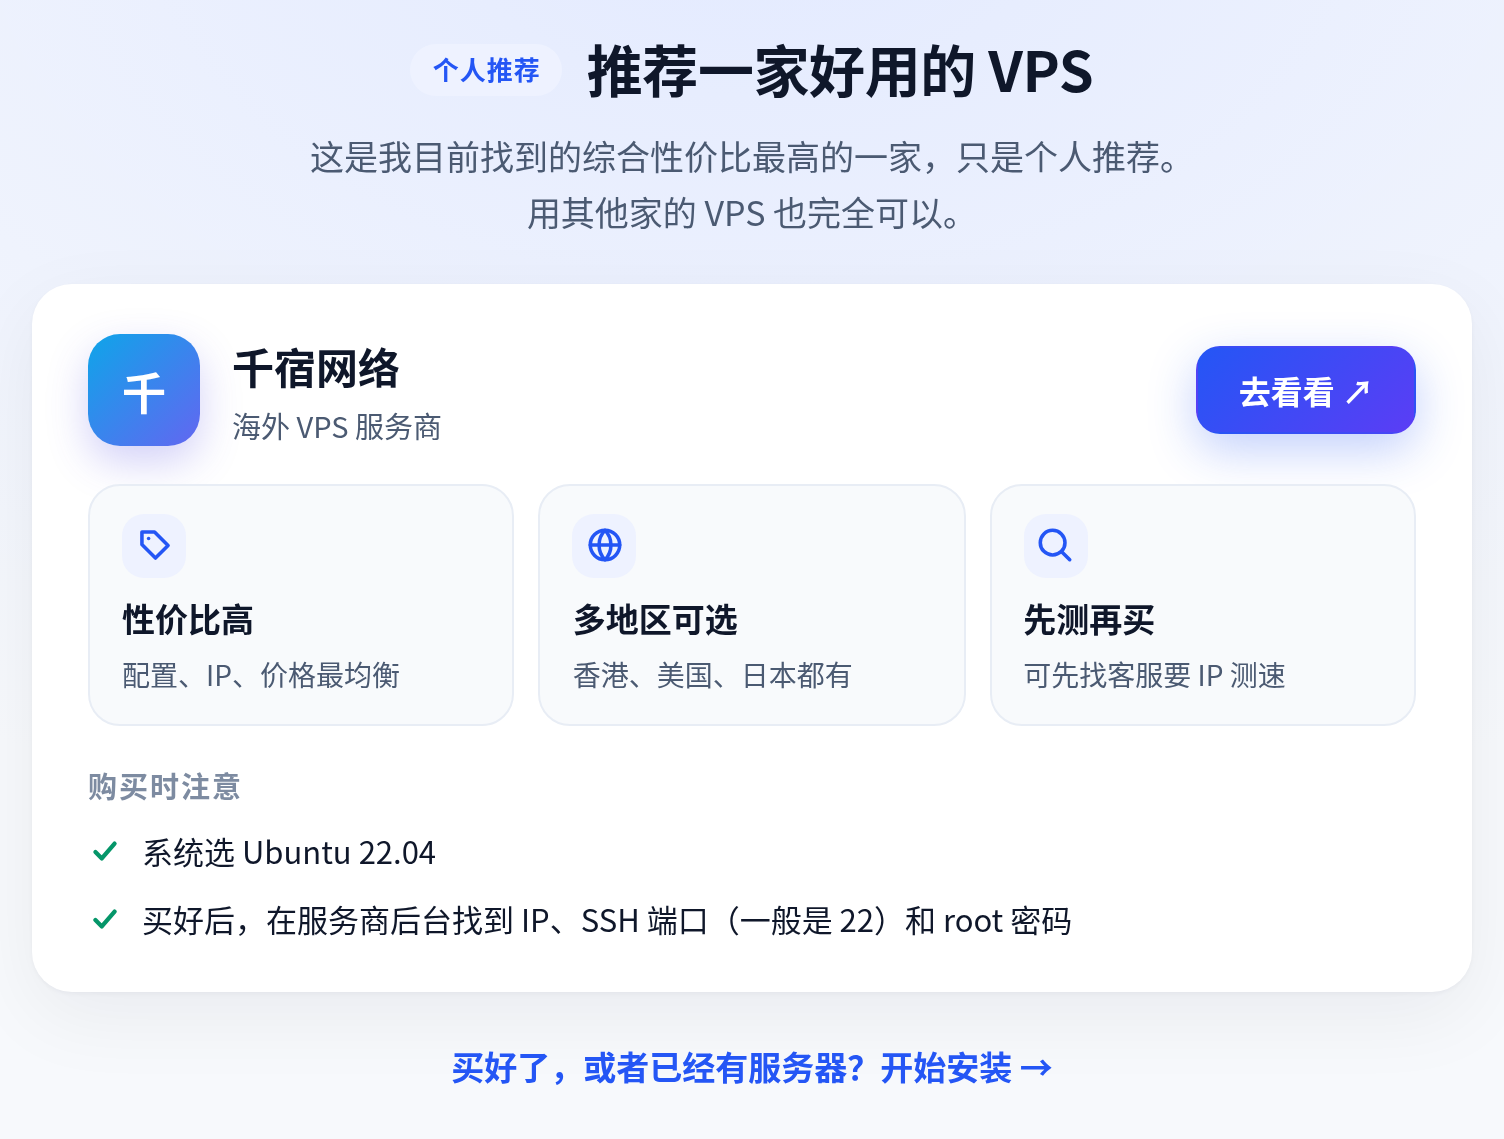 个人推荐
推荐一家好用的 VPS
这是我目前找到的综合性价比最高的一家，只是个人推荐。
用其他家的 VPS 也完全可以。
千
千宿网络
海外 VPS 服务商
去看看 ↗
性价比高
配置、IP、价格最均衡
多地区可选
香港、美国、日本都有
先测再买
可先找客服要 IP 测速
购买时注意
系统选 Ubuntu 22.04
买好后，在服务商后台找到 IP、SSH 端口（一般是 22）和 root 密码
买好了，或者已经有服务器？开始安装 →